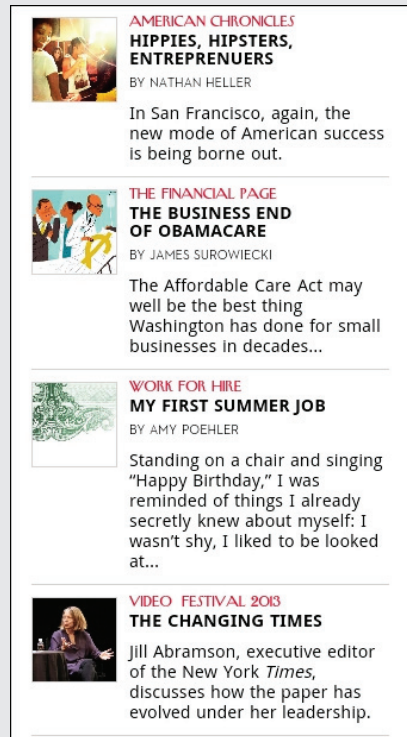 AMERICAN CHRONICLES
HIPPIES, HIPSTERS,
ENTREPRENUERS
BY NATHAN HELLER
In San Francisco, again, the
new mode of American success
is being borne out.
THE FINANCIAL PAGE
THE BUSINESS END
OF OBAMACARE
BY JAMES SUROWIECKI
The Affordable Care Act may
well be the best thing
Washington has done for small
businesses in decades...
WORK FOR HIRE
MY FIRST SUMMER JOB
BY AMY POEHLER
Standing on a chair and singing
“Happy Birthday,” I was
reminded of things I already
secretly knew about myself: I
wasn’t shy, I liked to be looked
at...
VIDEO FESTIVAL 2013
THE CHANGING TIMES
Jill Abramson, executive editor
of the New York Times,
discusses how the paper has
evolved under her leadership.